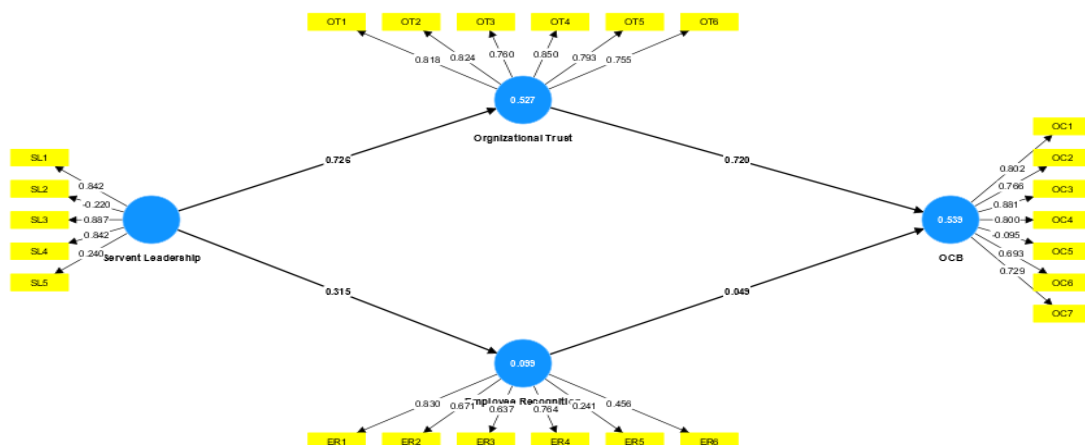 OT1 OT2 OT3 OT4 OT5 OT6
0.818 0.824 0.760 0.850 0.793 0.755
0.527
Orgnizational Trust
SL1
SL2
SL3
SL4
SL5
0.842
-0.220
0.887
0.842
0.240
Servent Leadership
0.726
0.720
0.315
0.049
OC1
OC2
OC3
OC4
OC5
OC6
OC7
0.802
0.766
0.881
0.800
-0.095
0.693
0.729
0.539
OCB
0.099
Employee Recognition
0.830 0.671 0.637 0.764 0.241 0.456
ER1 ER2 ER3 ER4 ER5 ER6